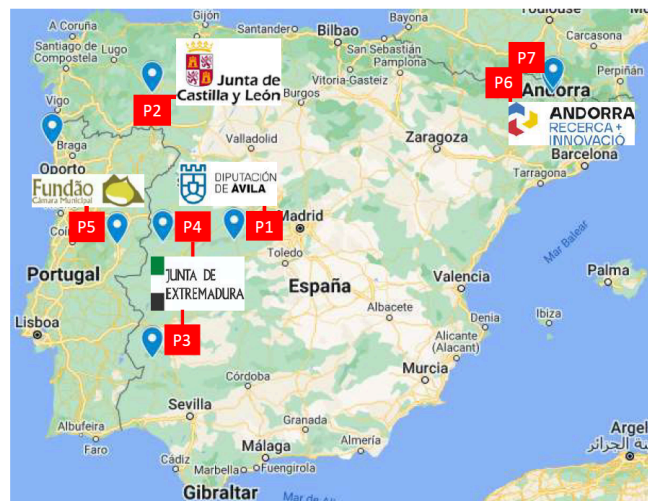 Gijón
Toulouse
A Coruña
Santander
Bilbao
Bayona
Carcasona
Santiago de
Compostela
Lugo
San Sebastián
Pamplona
P7
P6
Perpiñán
Junta de
Castilla y León
Vitoria-Gasteiz
Burgos
Andorra
P2
Vigo
ANDORRA
RECERCA +
INNOVACIÓ
Braga
Valladolid
Zaragoza
Barcelona
Oporto
Tarragona
Fundão
Câmara Municipal
DIPUTACIÓN
DE ÁVILA
P5
P4
P1
Madrid
Mar Balear
Toledo
Portugal
JUNTA DE
EXTREMADURA
España
Valencia
Palma
Albacete
Denia
Ibiza
Lisboa
P3
Alicante
(Alacant)
Murcia
Córdoba
Sevilla
Albufeira
Faro
Granada
Almería
Málaga
Cádiz
Marbella
Fuengirola
Gibraltar